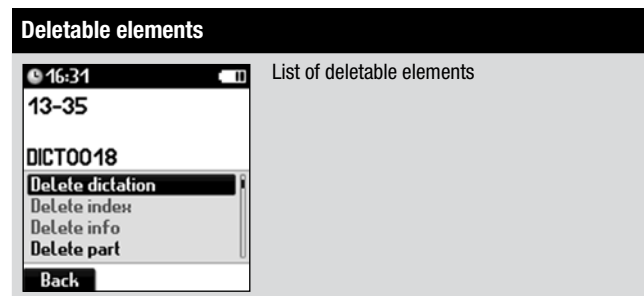 Deletable elements
16:31
List of deletable elements
13-35
DICT0018
Delete dictation
Delete index
Delete info
Delete part
Back